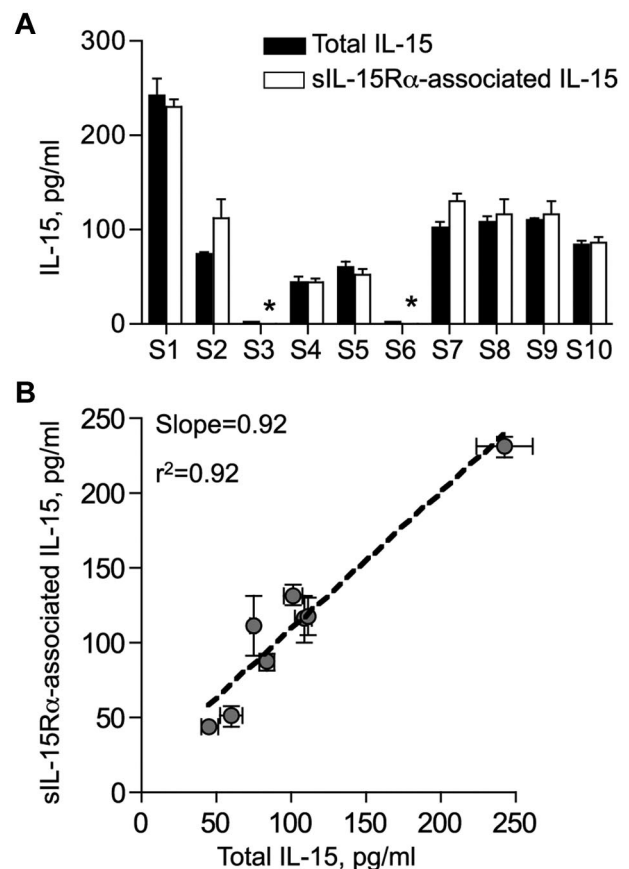 A
300
200
100
0
IL-15, pg/ml
Total IL-15
sIL-15Rα-associated IL-15
*
*
S1 S2 S3 S4 S5 S6 S7 S8 S9 S10
B
Slope=0.92
r²=0.92
250
200
150
100
50
0
sIL-15Rα-associated IL-15, pg/ml
0 50 100 150 200 250
Total IL-15, pg/ml